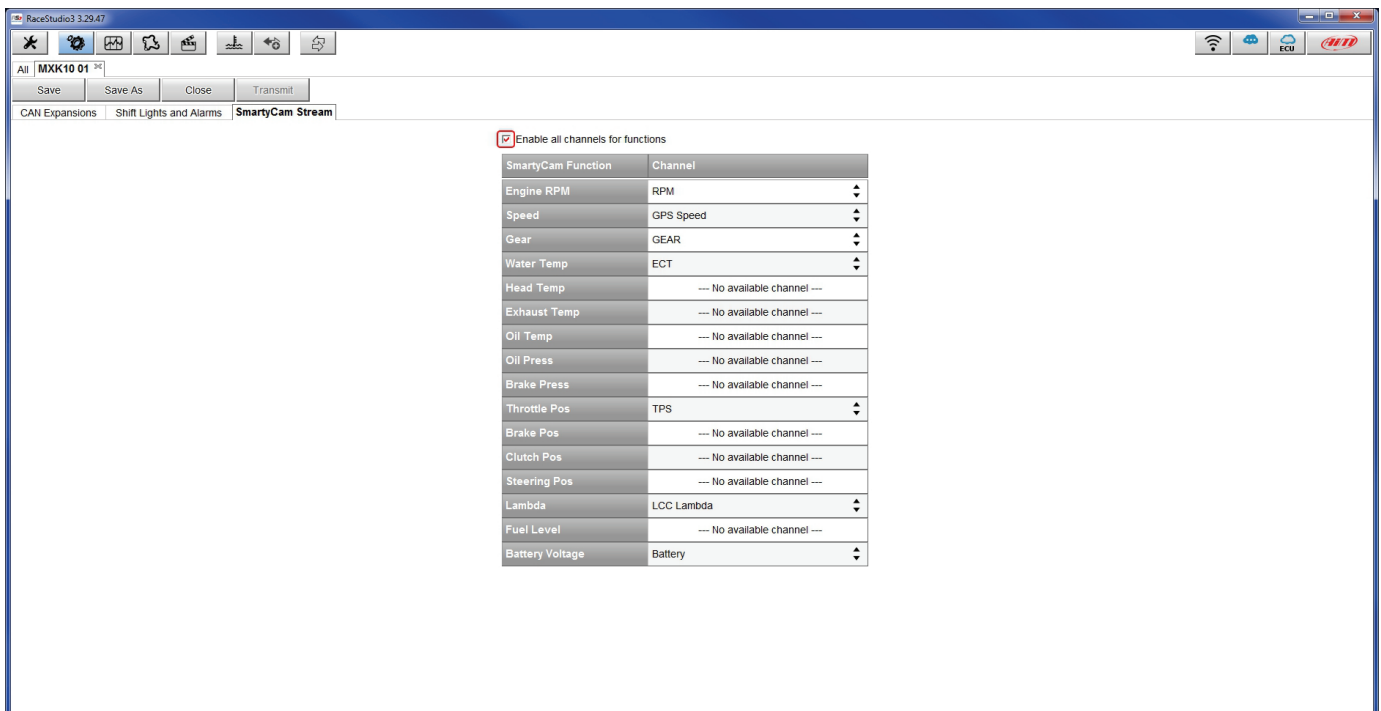 RaceStudio3 3.29.47
ECU
AiM
All MXK10 01
Save Save As Close Transmit
CAN Expansions Shift Lights and Alarms SmartyCam Stream
Enable all channels for functions
SmartyCam Function Channel
Engine RPM RPM
Speed GPS Speed
Gear GEAR
Water Temp ECT
Head Temp --- No available channel ---
Exhaust Temp --- No available channel ---
Oil Temp --- No available channel ---
Oil Press --- No available channel ---
Brake Press --- No available channel ---
Throttle Pos TPS
Brake Pos --- No available channel ---
Clutch Pos --- No available channel ---
Steering Pos --- No available channel ---
Lambda LCC Lambda
Fuel Level --- No available channel ---
Battery Voltage Battery